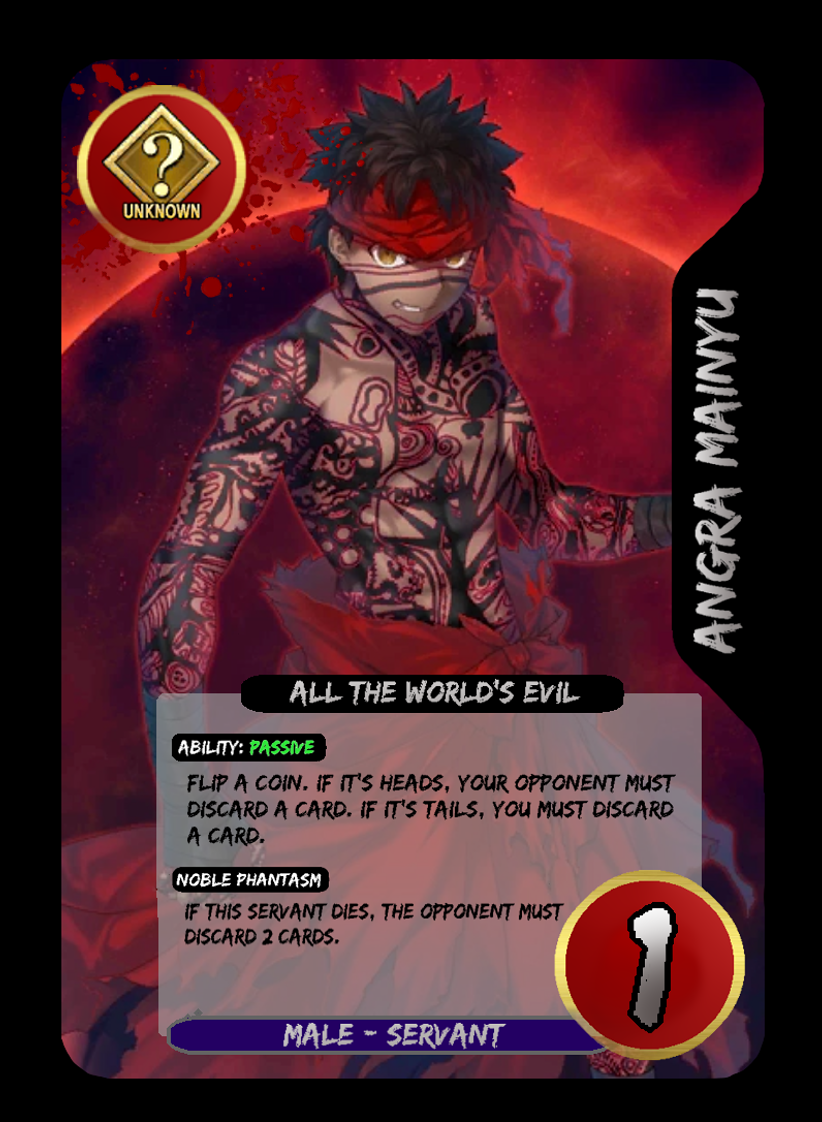 ?
UNKNOWN
ANGRA MAINYU
ALL THE WORLD'S EVIL
ABILITY: PASSIVE
FLIP A COIN. IF IT'S HEADS, YOUR OPPONENT MUST
DISCARD A CARD. IF IT'S TAILS, YOU MUST DISCARD
A CARD.
NOBLE PHANTASM
IF THIS SERVANT DIES, THE OPPONENT MUST
DISCARD 2 CARDS.
1
MALE - SERVANT